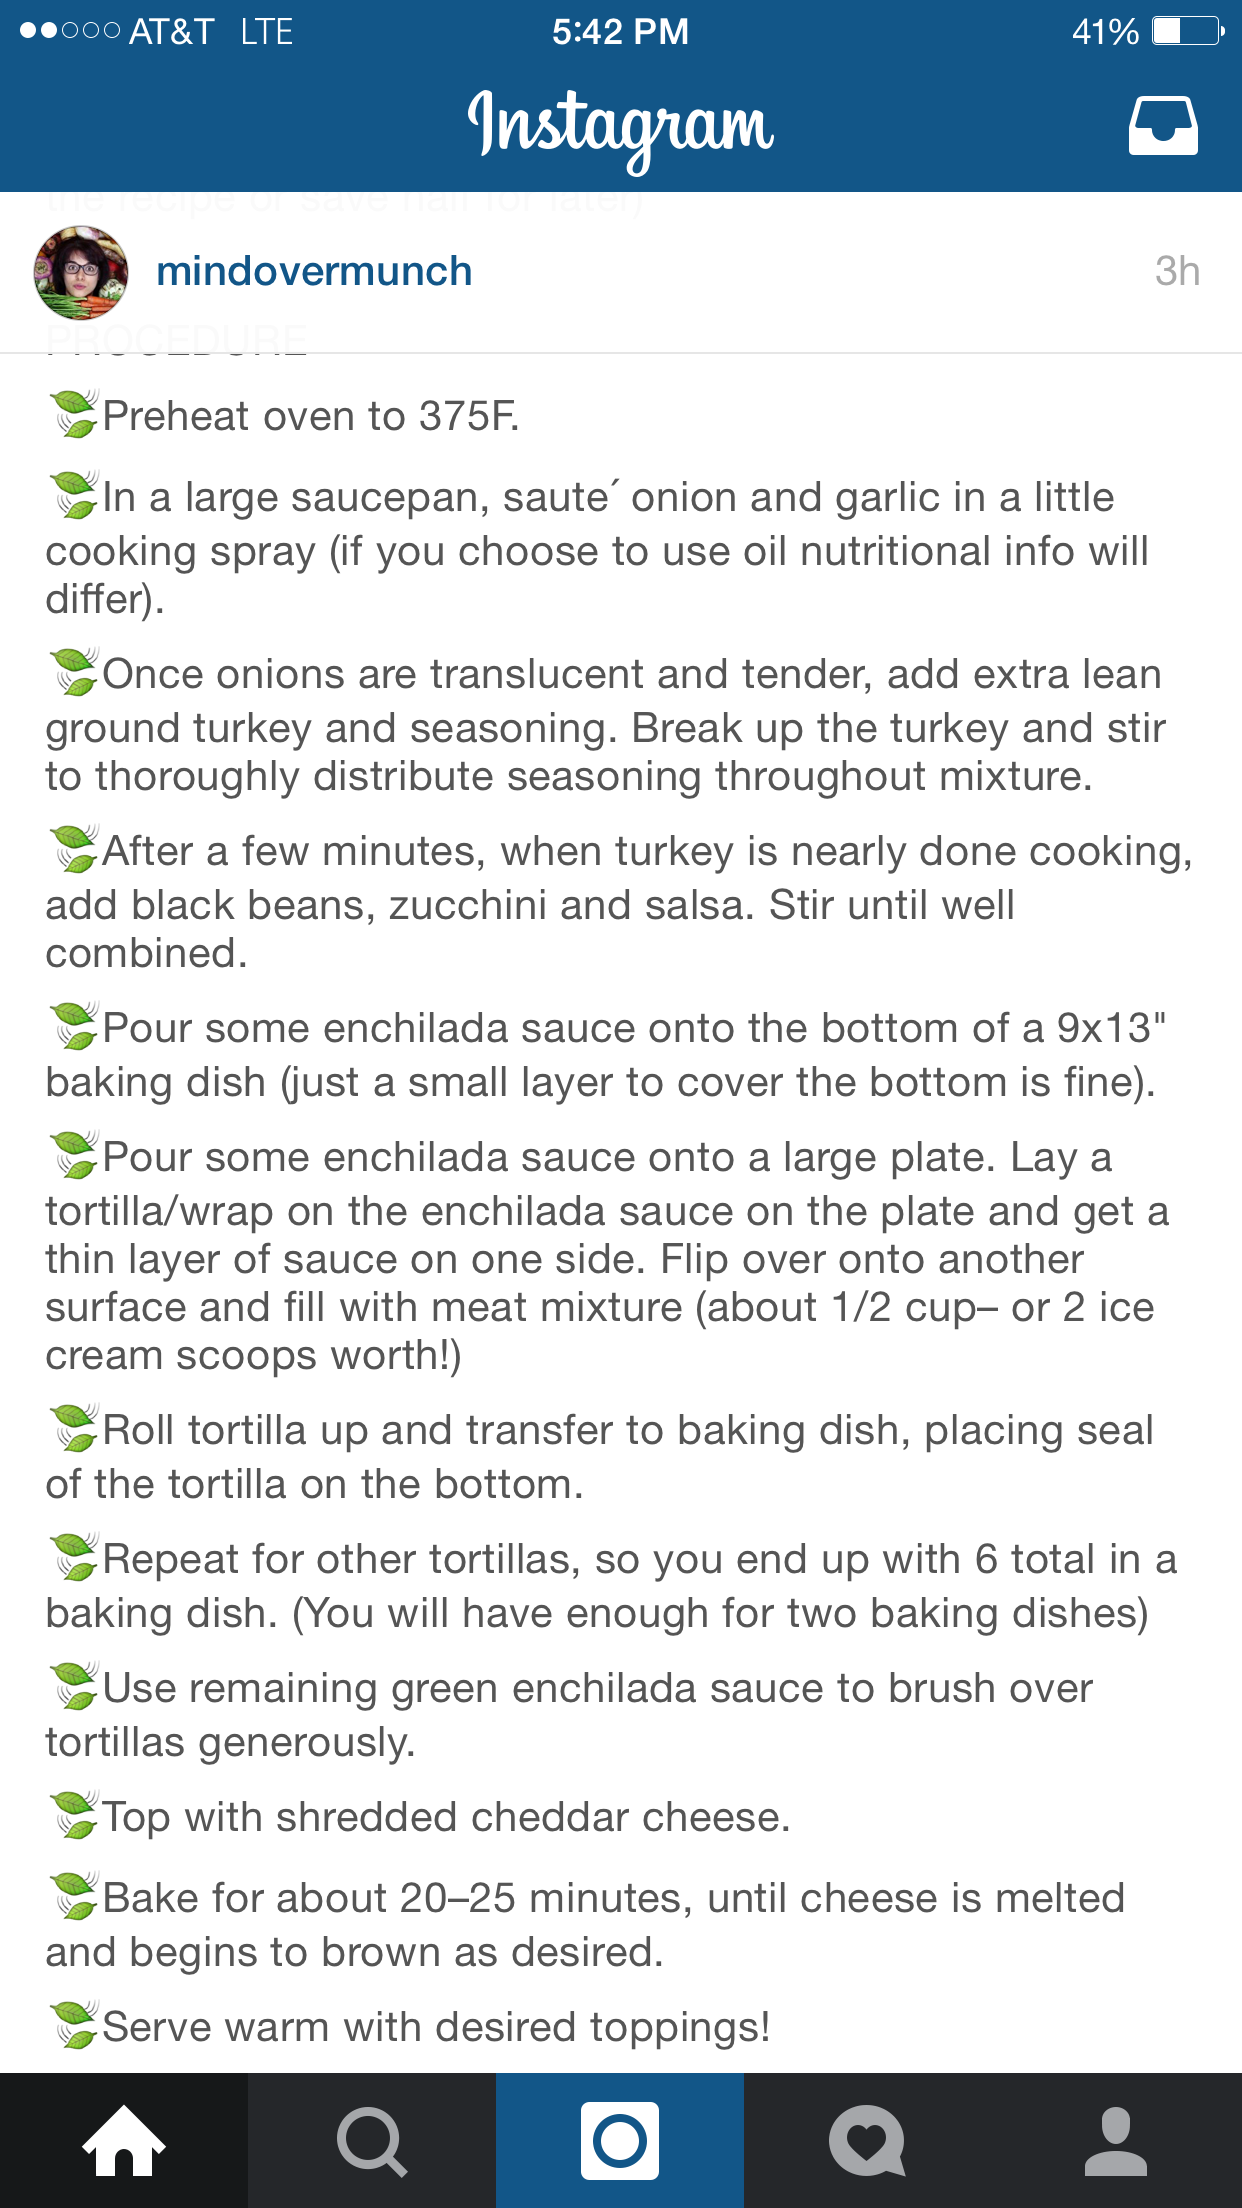 AT&T LTE 5:42 PM 41%
Instagram
the recipe or save half for later)
mindovermunch 3h
PROCEDURE
🍃Preheat oven to 375F.
🍃In a large saucepan, saute´ onion and garlic in a little
cooking spray (if you choose to use oil nutritional info will
differ).
🍃Once onions are translucent and tender, add extra lean
ground turkey and seasoning. Break up the turkey and stir
to thoroughly distribute seasoning throughout mixture.
🍃After a few minutes, when turkey is nearly done cooking,
add black beans, zucchini and salsa. Stir until well
combined.
🍃Pour some enchilada sauce onto the bottom of a 9x13"
baking dish (just a small layer to cover the bottom is fine).
🍃Pour some enchilada sauce onto a large plate. Lay a
tortilla/wrap on the enchilada sauce on the plate and get a
thin layer of sauce on one side. Flip over onto another
surface and fill with meat mixture (about 1/2 cup– or 2 ice
cream scoops worth!)
🍃Roll tortilla up and transfer to baking dish, placing seal
of the tortilla on the bottom.
🍃Repeat for other tortillas, so you end up with 6 total in a
baking dish. (You will have enough for two baking dishes)
🍃Use remaining green enchilada sauce to brush over
tortillas generously.
🍃Top with shredded cheddar cheese.
🍃Bake for about 20–25 minutes, until cheese is melted
and begins to brown as desired.
🍃Serve warm with desired toppings!